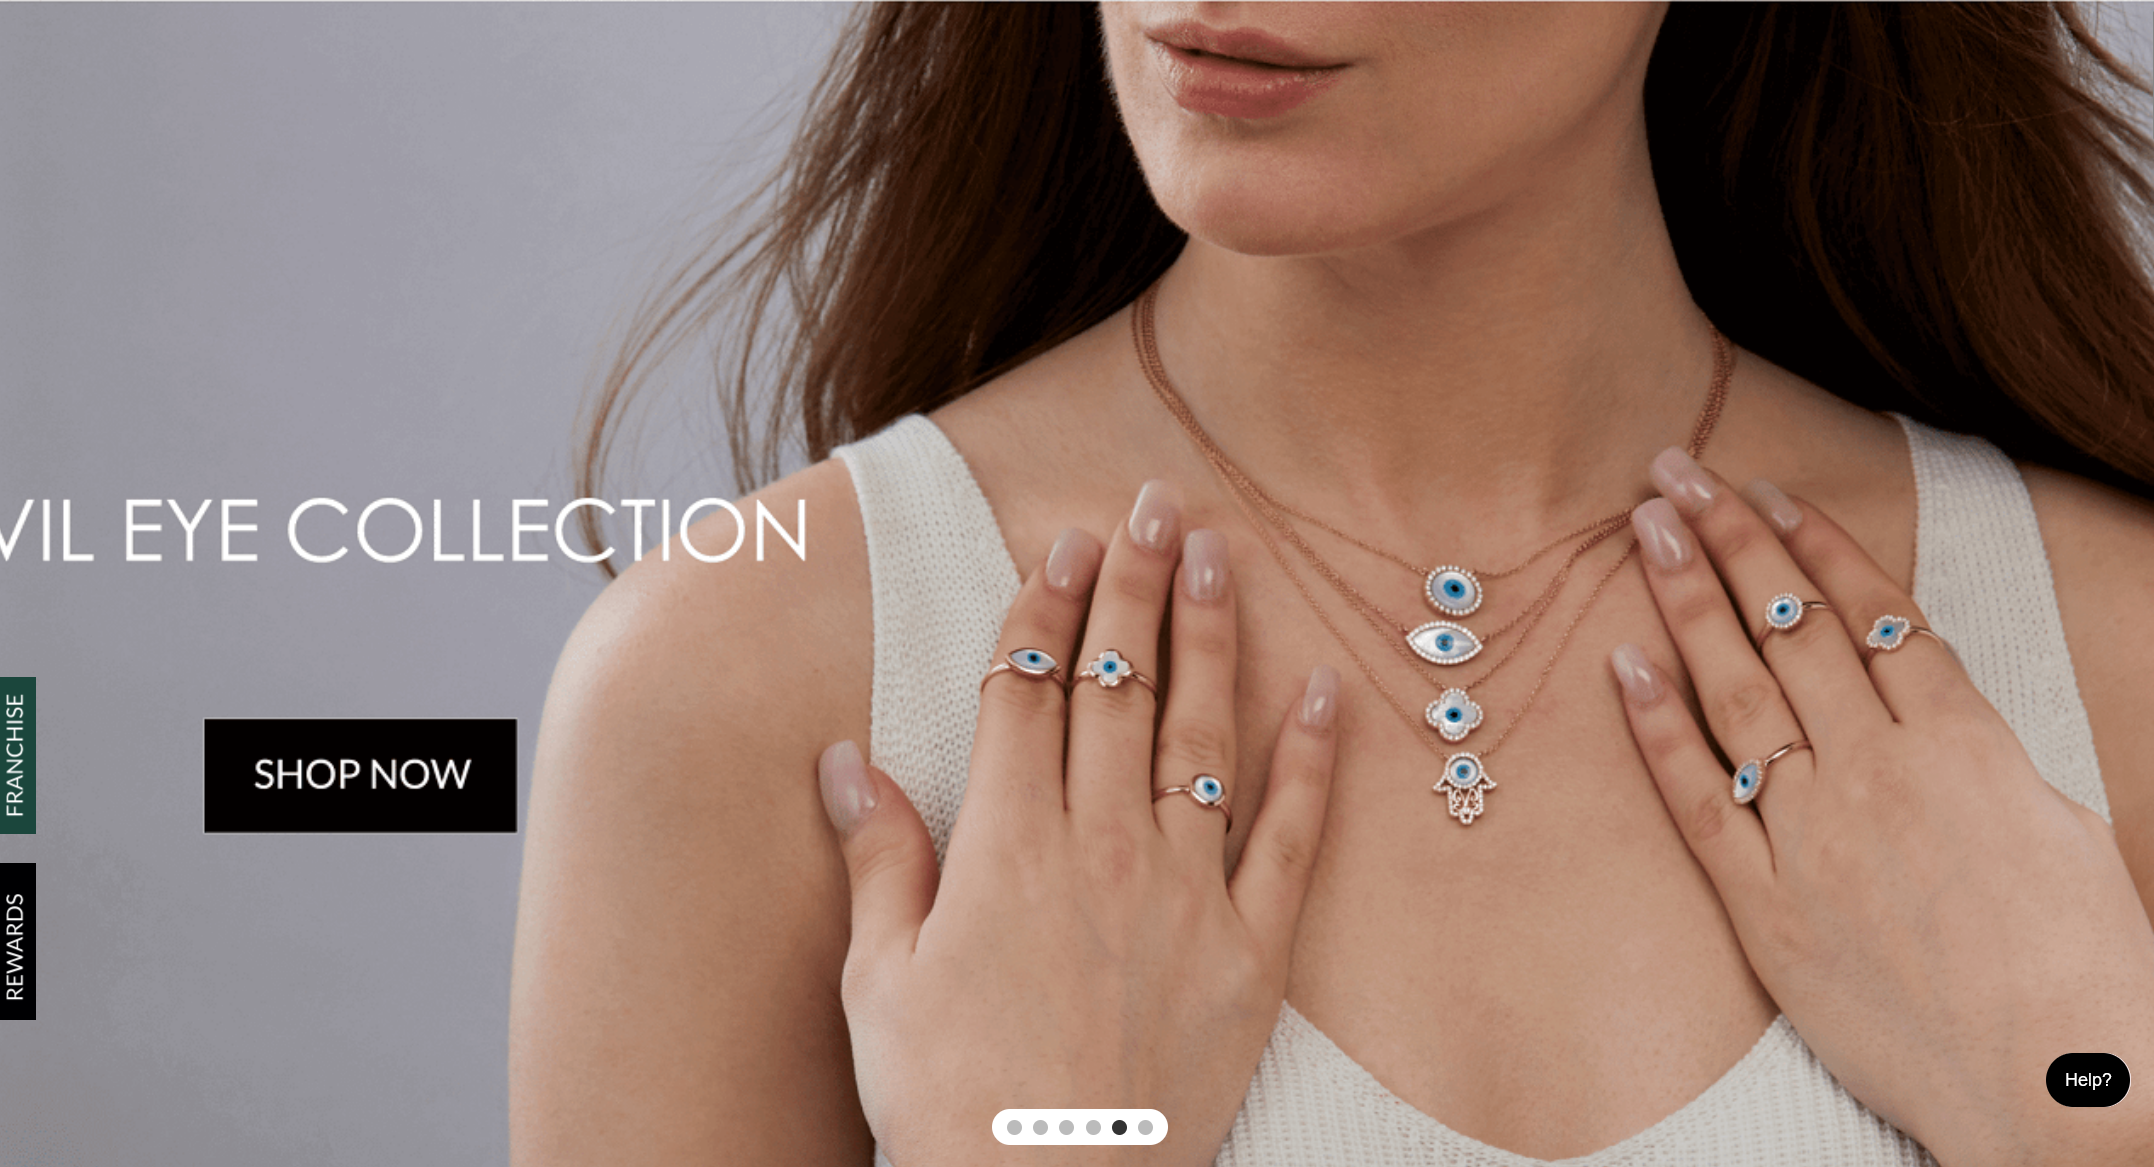 VIL EYE COLLECTION
SHOP NOW
FRANCHISE
REWARDS
Help?